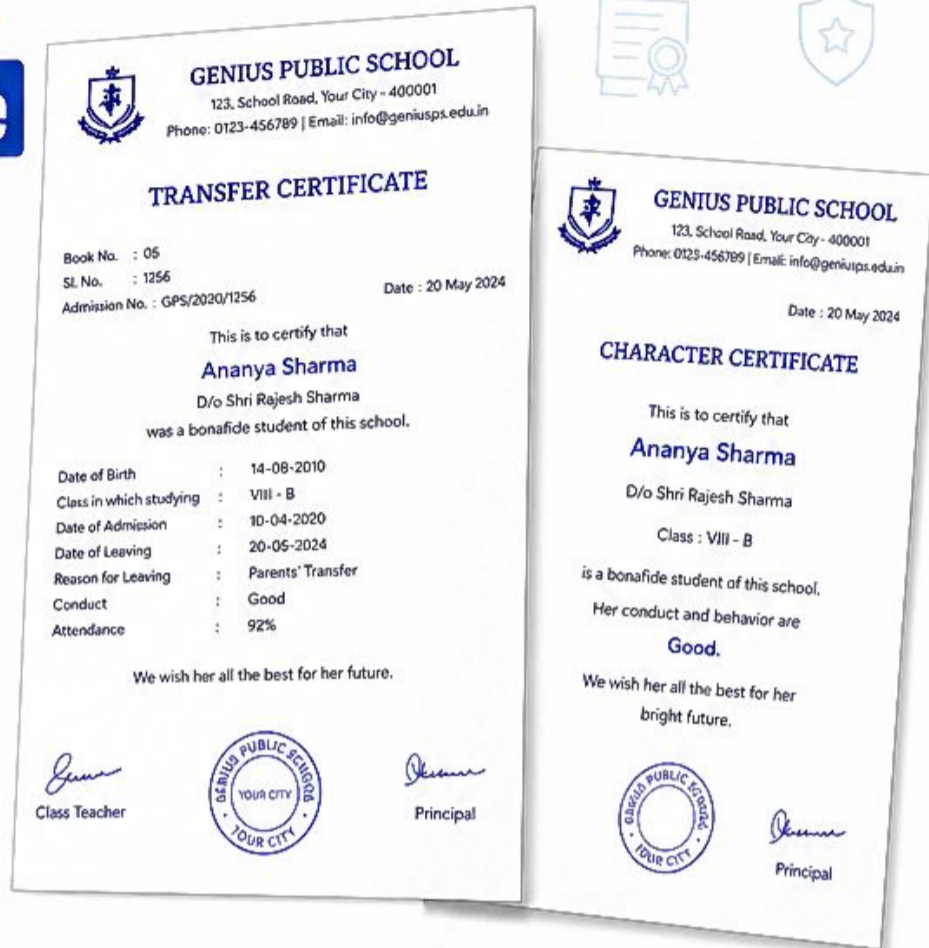 e
GENIUS PUBLIC SCHOOL
123, School Road, Your City - 400001
Phone: 0123-456789 | Email: info@geniusps.edu.in
TRANSFER CERTIFICATE
Book No. : 05
Sl. No. : 1256
Admission No. : GPS/2020/1256
Date : 20 May 2024
This is to certify that
Ananya Sharma
D/o Shri Rajesh Sharma
was a bonafide student of this school.
Date of Birth : 14-08-2010
Class in which studying : VIII - B
Date of Admission : 10-04-2020
Date of Leaving : 20-05-2024
Reason for Leaving : Parents' Transfer
Conduct : Good
Attendance : 92%
We wish her all the best for her future.
Class Teacher
GENIUS PUBLIC SCHOOL
YOUR CITY
YOUR CITY
Principal
GENIUS PUBLIC SCHOOL
123, School Road, Your City - 400001
Phone: 0123-456789 | Email: info@geniusps.edu.in
Date : 20 May 2024
CHARACTER CERTIFICATE
This is to certify that
Ananya Sharma
D/o Shri Rajesh Sharma
Class : VIII - B
is a bonafide student of this school.
Her conduct and behavior are
Good.
We wish her all the best for her
bright future.
PUBLIC
YOUR CITY
Principal